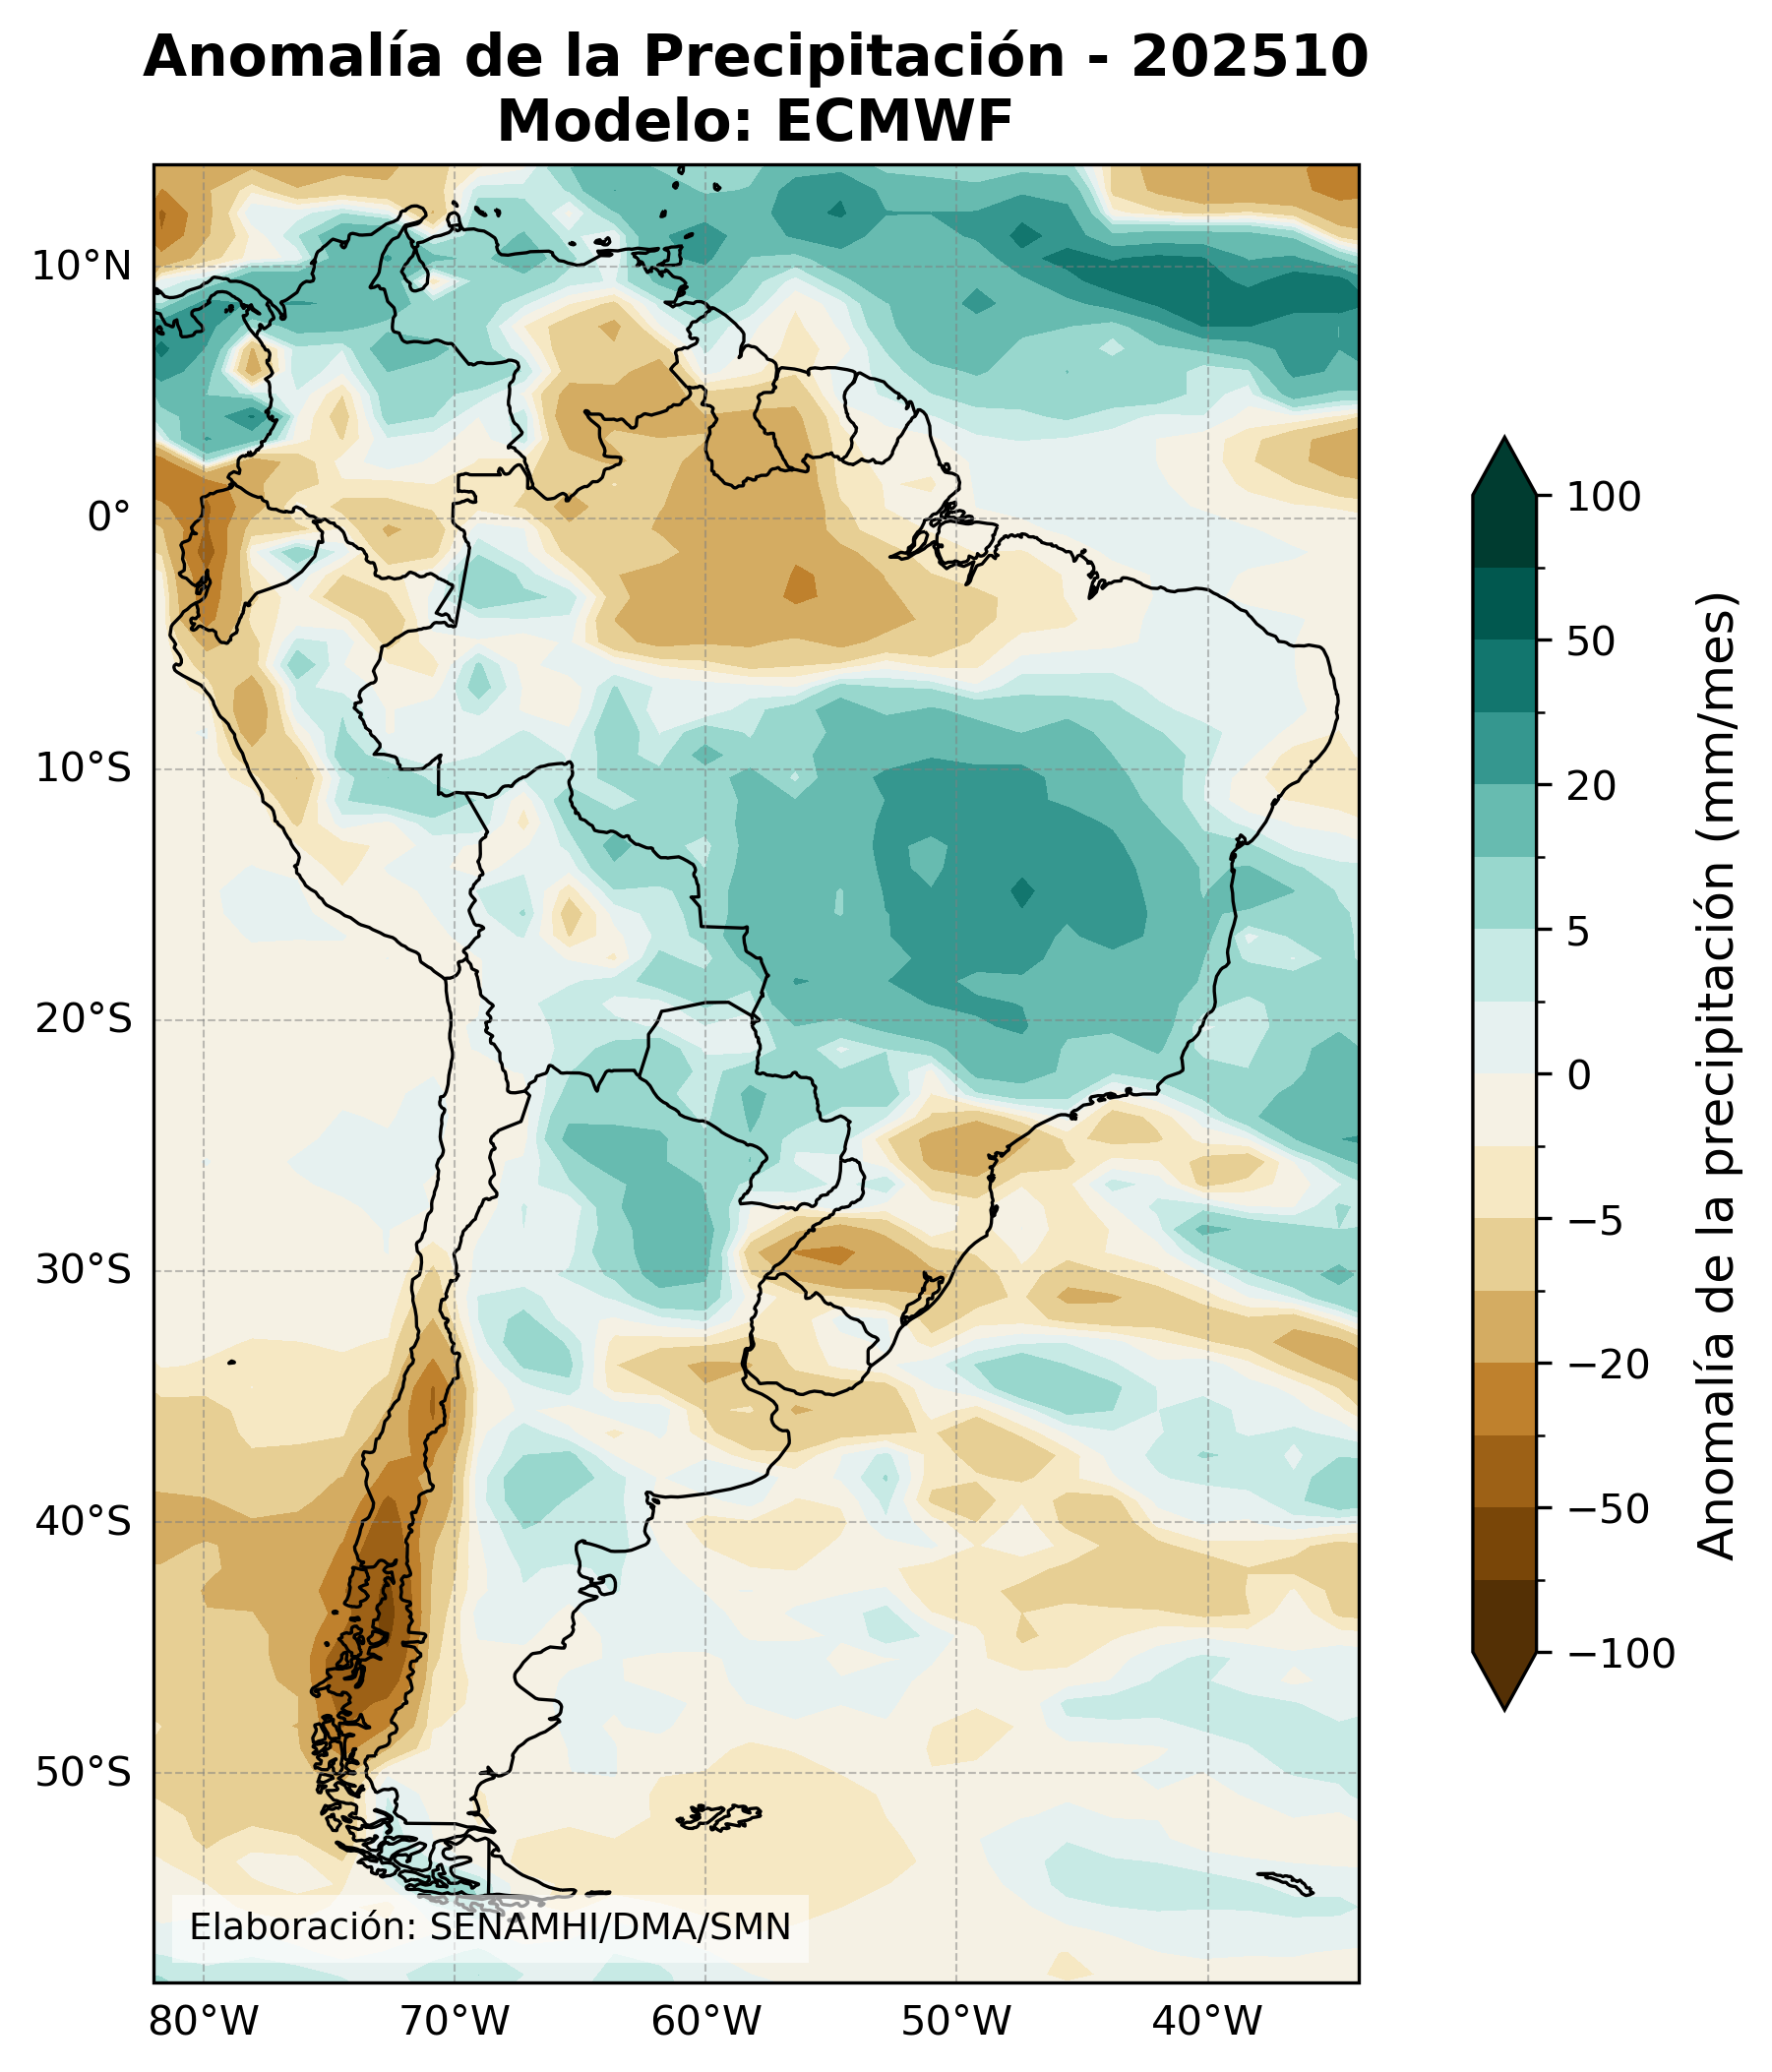 Anomalía de la Precipitación - 202510
Modelo: ECMWF
10°N
0°
10°S
20°S
30°S
40°S
50°S
80°W
70°W
60°W
50°W
40°W
Elaboración: SENAMHI/DMA/SMN
100
50
20
5
0
−5
−20
−50
−100
Anomalía de la precipitación (mm/mes)